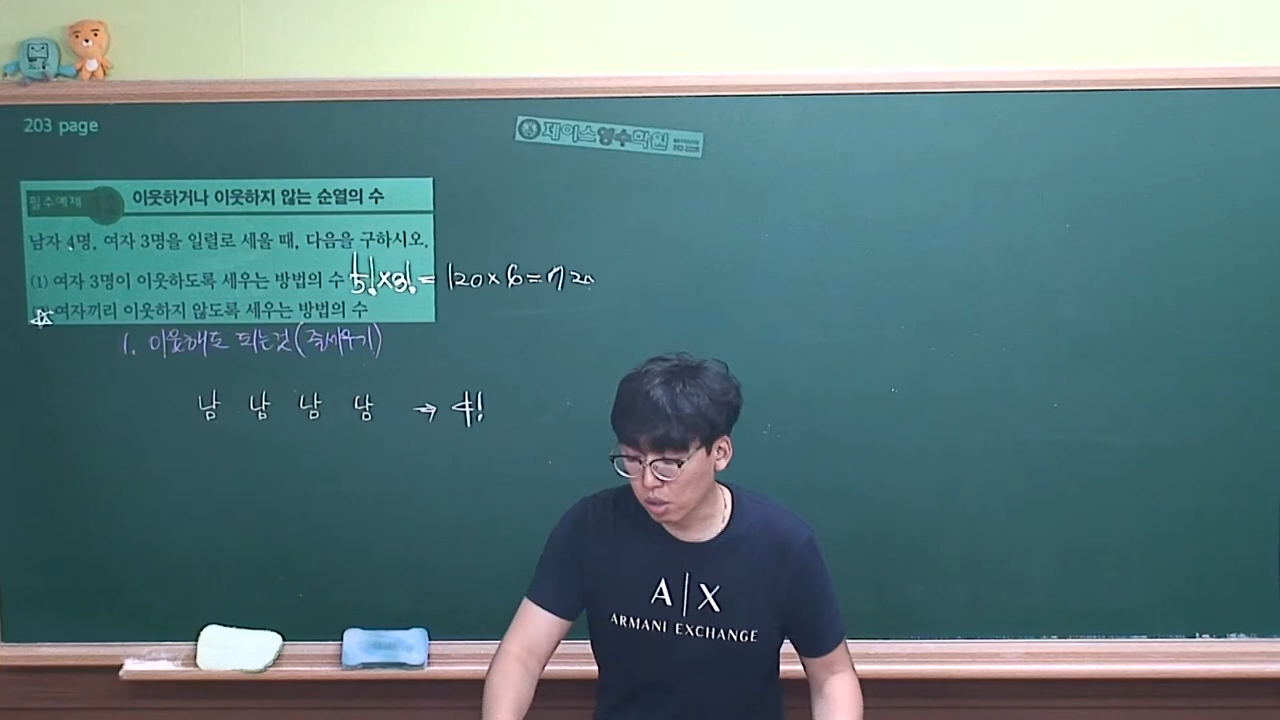 203 page
제이스영수학원
필수예제 이웃하거나 이웃하지 않는 순열의 수
남자 4명, 여자 3명을 일렬로 세울 때, 다음을 구하시오.
(1) 여자 3명이 이웃하도록 세우는 방법의 수 5!×3! = 120×6=720
여자끼리 이웃하지 않도록 세우는 방법의 수
1. 이웃해도 되는것(줄세우기)
남 남 남 남 → 4!
A|X
ARMANI EXCHANGE